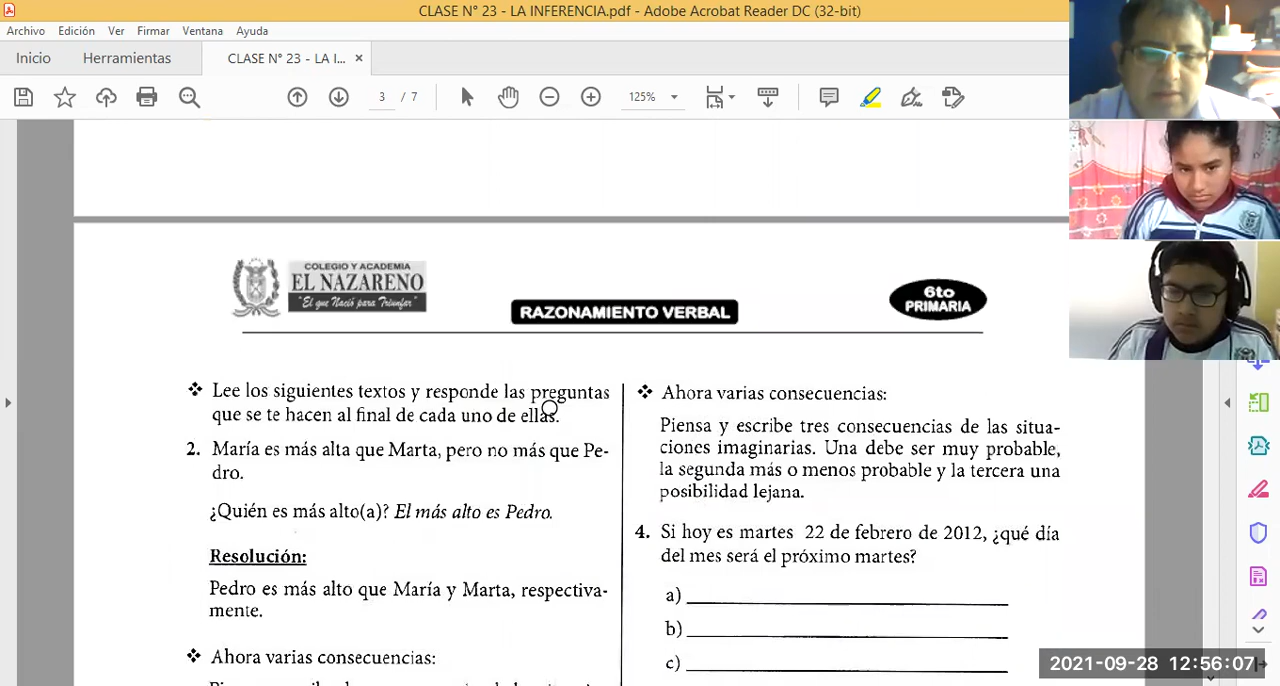 CLASE N° 23 - LA INFERENCIA.pdf - Adobe Acrobat Reader DC (32-bit)
Archivo Edición Ver Firmar Ventana Ayuda
Inicio Herramientas CLASE N° 23 - LA I... ×
3 / 7 125%
COLEGIO Y ACADEMIA
EL NAZARENO
"El que Nació para Triunfar"
RAZONAMIENTO VERBAL
6to
PRIMARIA
❖ Lee los siguientes textos y responde las preguntas
que se te hacen al final de cada uno de ellas.
2. María es más alta que Marta, pero no más que Pe-
dro.
¿Quién es más alto(a)? El más alto es Pedro.
Resolución:
Pedro es más alto que María y Marta, respectiva-
mente.
❖ Ahora varias consecuencias:
❖ Ahora varias consecuencias:
Piensa y escribe tres consecuencias de las situa-
ciones imaginarias. Una debe ser muy probable,
la segunda más o menos probable y la tercera una
posibilidad lejana.
4. Si hoy es martes 22 de febrero de 2012, ¿qué día
del mes será el próximo martes?
a)
b)
c)
2021-09-28 12:56:07